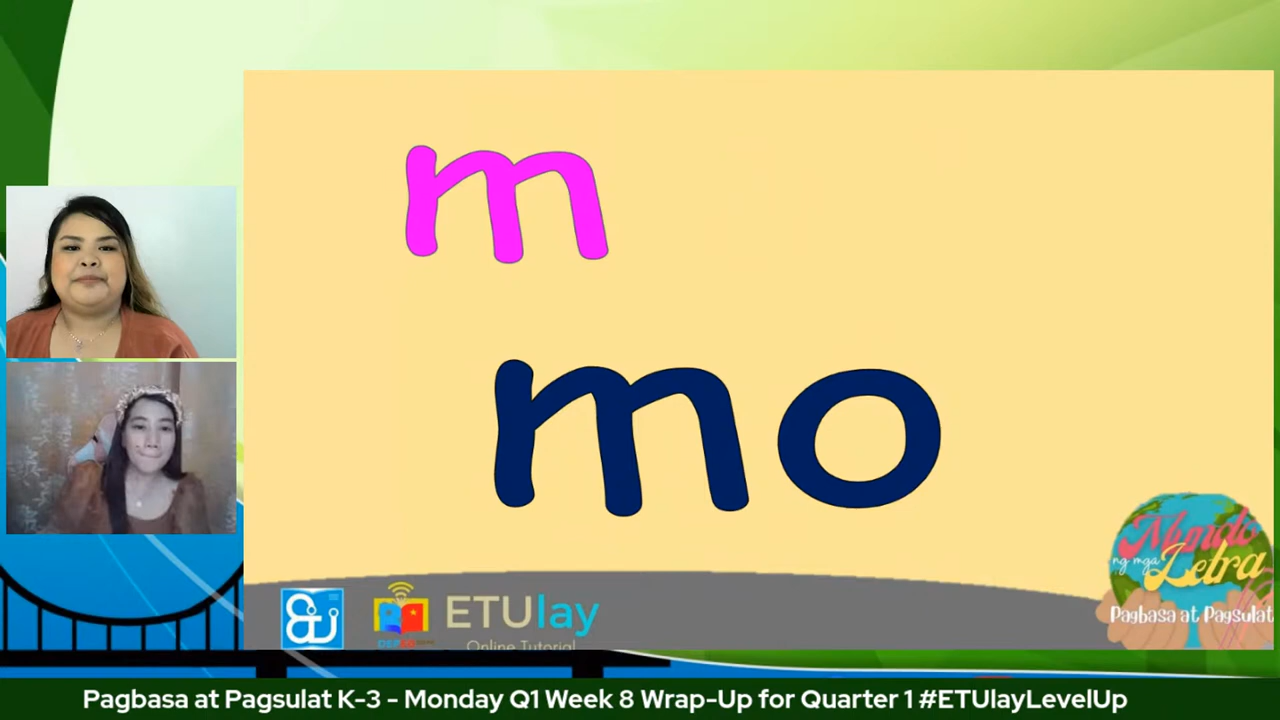 m
mo
Mundo
ng mga
Letra
Pagbasa at Pagsulat
ETUlay
Online Tutorial
Pagbasa at Pagsulat K-3 - Monday Q1 Week 8 Wrap-Up for Quarter 1 #ETUlayLevelUp